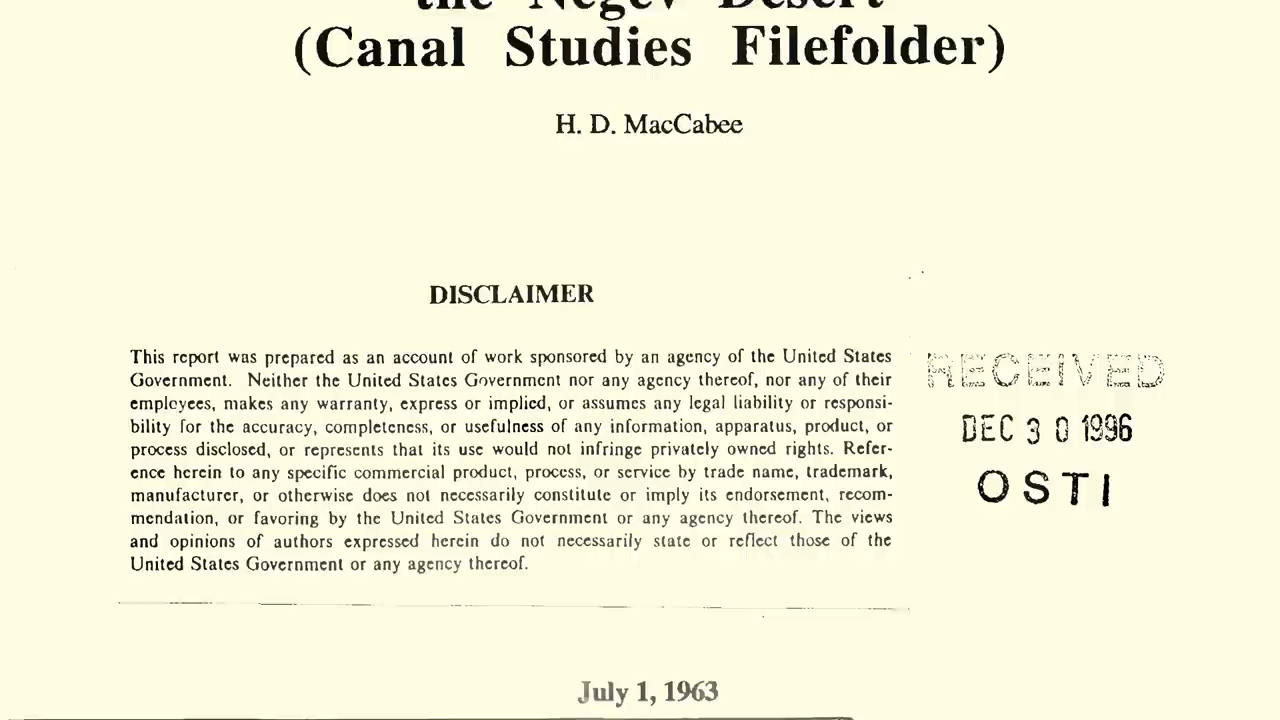 the Negev Desert
(Canal Studies Filefolder)
H. D. MacCabee
DISCLAIMER
This report was prepared as an account of work sponsored by an agency of the United States
Government. Neither the United States Government nor any agency thereof, nor any of their
employees, makes any warranty, express or implied, or assumes any legal liability or responsi-
bility for the accuracy, completeness, or usefulness of any information, apparatus, product, or
process disclosed, or represents that its use would not infringe privately owned rights. Refer-
ence herein to any specific commercial product, process, or service by trade name, trademark,
manufacturer, or otherwise does not necessarily constitute or imply its endorsement, recom-
mendation, or favoring by the United States Government or any agency thereof. The views
and opinions of authors expressed herein do not necessarily state or reflect those of the
United States Government or any agency thereof.
RECEIVED
DEC 30 1996
OSTI
July 1, 1963